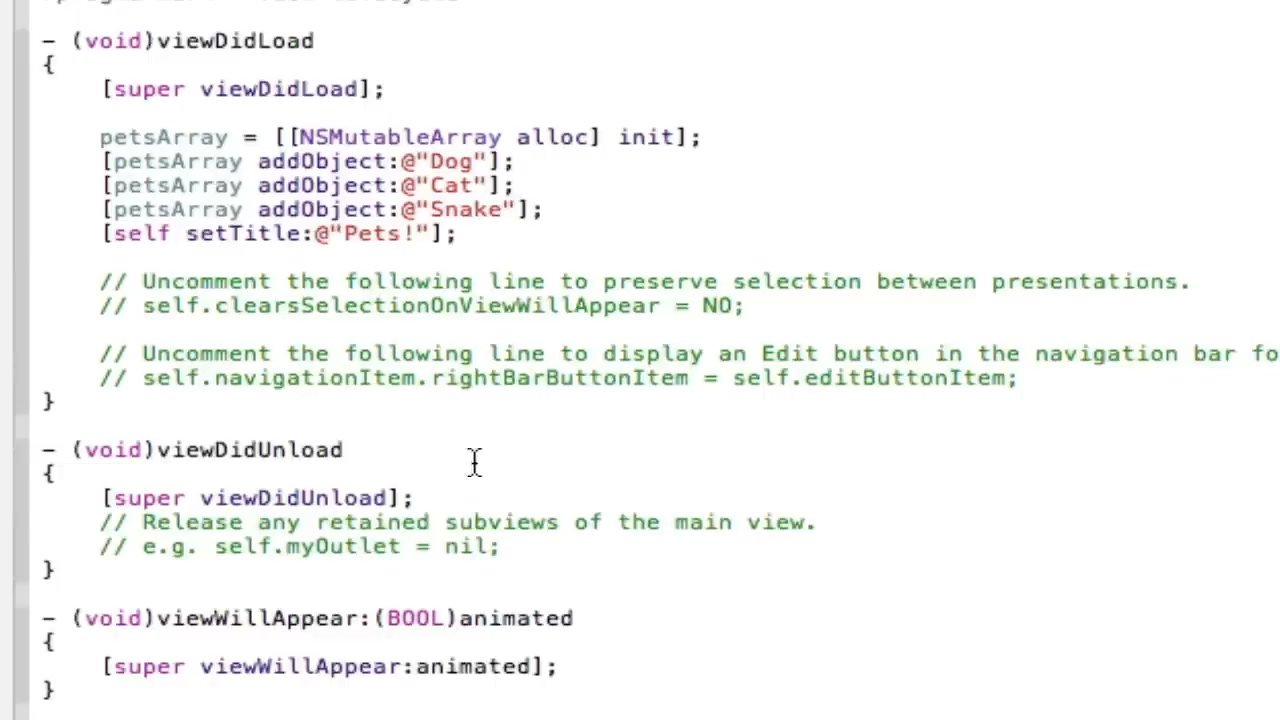 - (void)viewDidLoad
{
[super viewDidLoad];
petsArray = [[NSMutableArray alloc] init];
[petsArray addObject:@"Dog"];
[petsArray addObject:@"Cat"];
[petsArray addObject:@"Snake"];
[self setTitle:@"Pets!"];
// Uncomment the following line to preserve selection between presentations.
// self.clearsSelectionOnViewWillAppear = NO;
// Uncomment the following line to display an Edit button in the navigation bar fo
// self.navigationItem.rightBarButtonItem = self.editButtonItem;
}
- (void)viewDidUnload
{
[super viewDidUnload];
// Release any retained subviews of the main view.
// e.g. self.myOutlet = nil;
}
- (void)viewWillAppear:(BOOL)animated
{
[super viewWillAppear:animated];
}